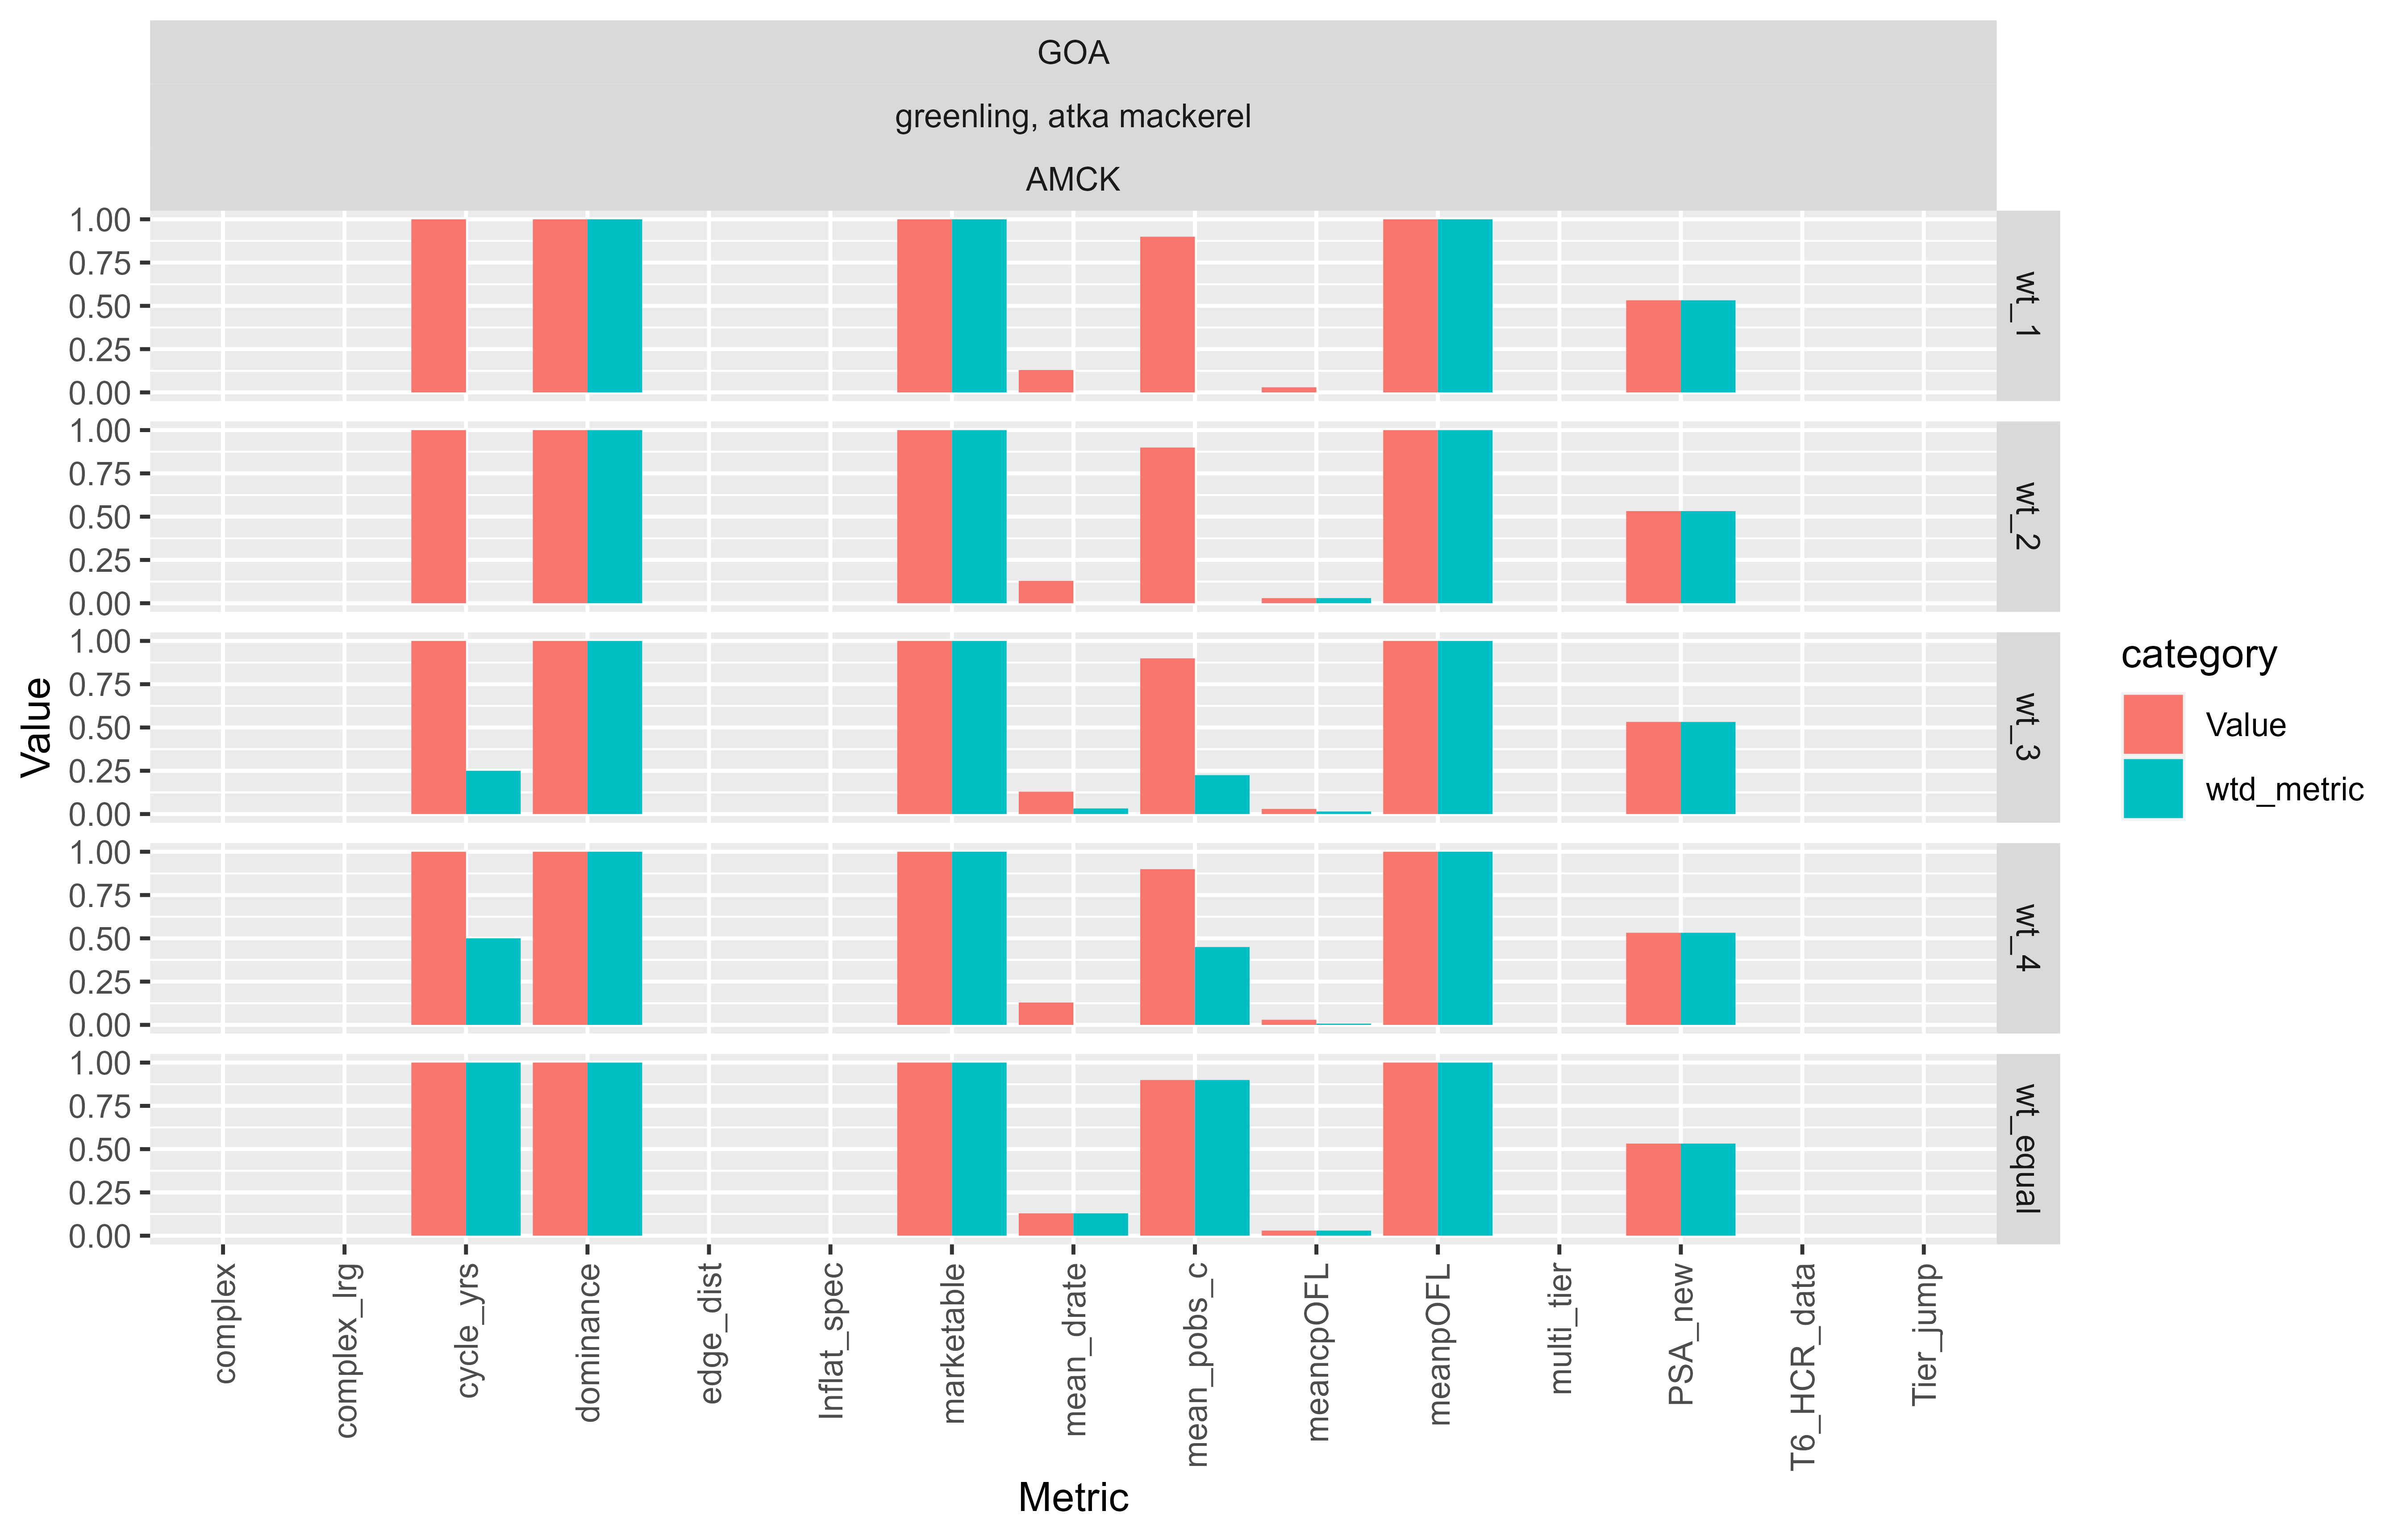 GOA
greenling, atka mackerel
AMCK
1.00
0.75
0.50
0.25
0.00
wt_1
1.00
0.75
0.50
0.25
0.00
wt_2
1.00
0.75
0.50
0.25
0.00
wt_3
1.00
0.75
0.50
0.25
0.00
wt_4
1.00
0.75
0.50
0.25
0.00
wt_equal
Value
complex
complex_lrg
cycle_yrs
dominance
edge_dist
Inflat_spec
marketable
mean_drate
mean_pobs_c
meancpOFL
meanpOFL
multi_tier
PSA_new
T6_HCR_data
Tier_jump
Metric
category
Value
wtd_metric